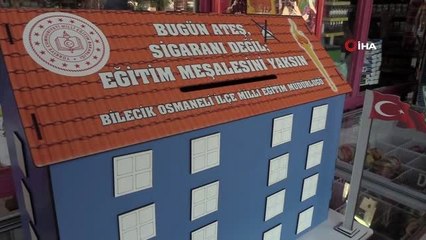 BUGÜN ATEŞ,
SİGARANI DEĞİL,
EĞİTİM MEŞALESİNİ YAKSIN
BİLECİK OSMANELİ İLÇE MİLLİ EĞİTİM MÜDÜRLÜĞÜ
İHA